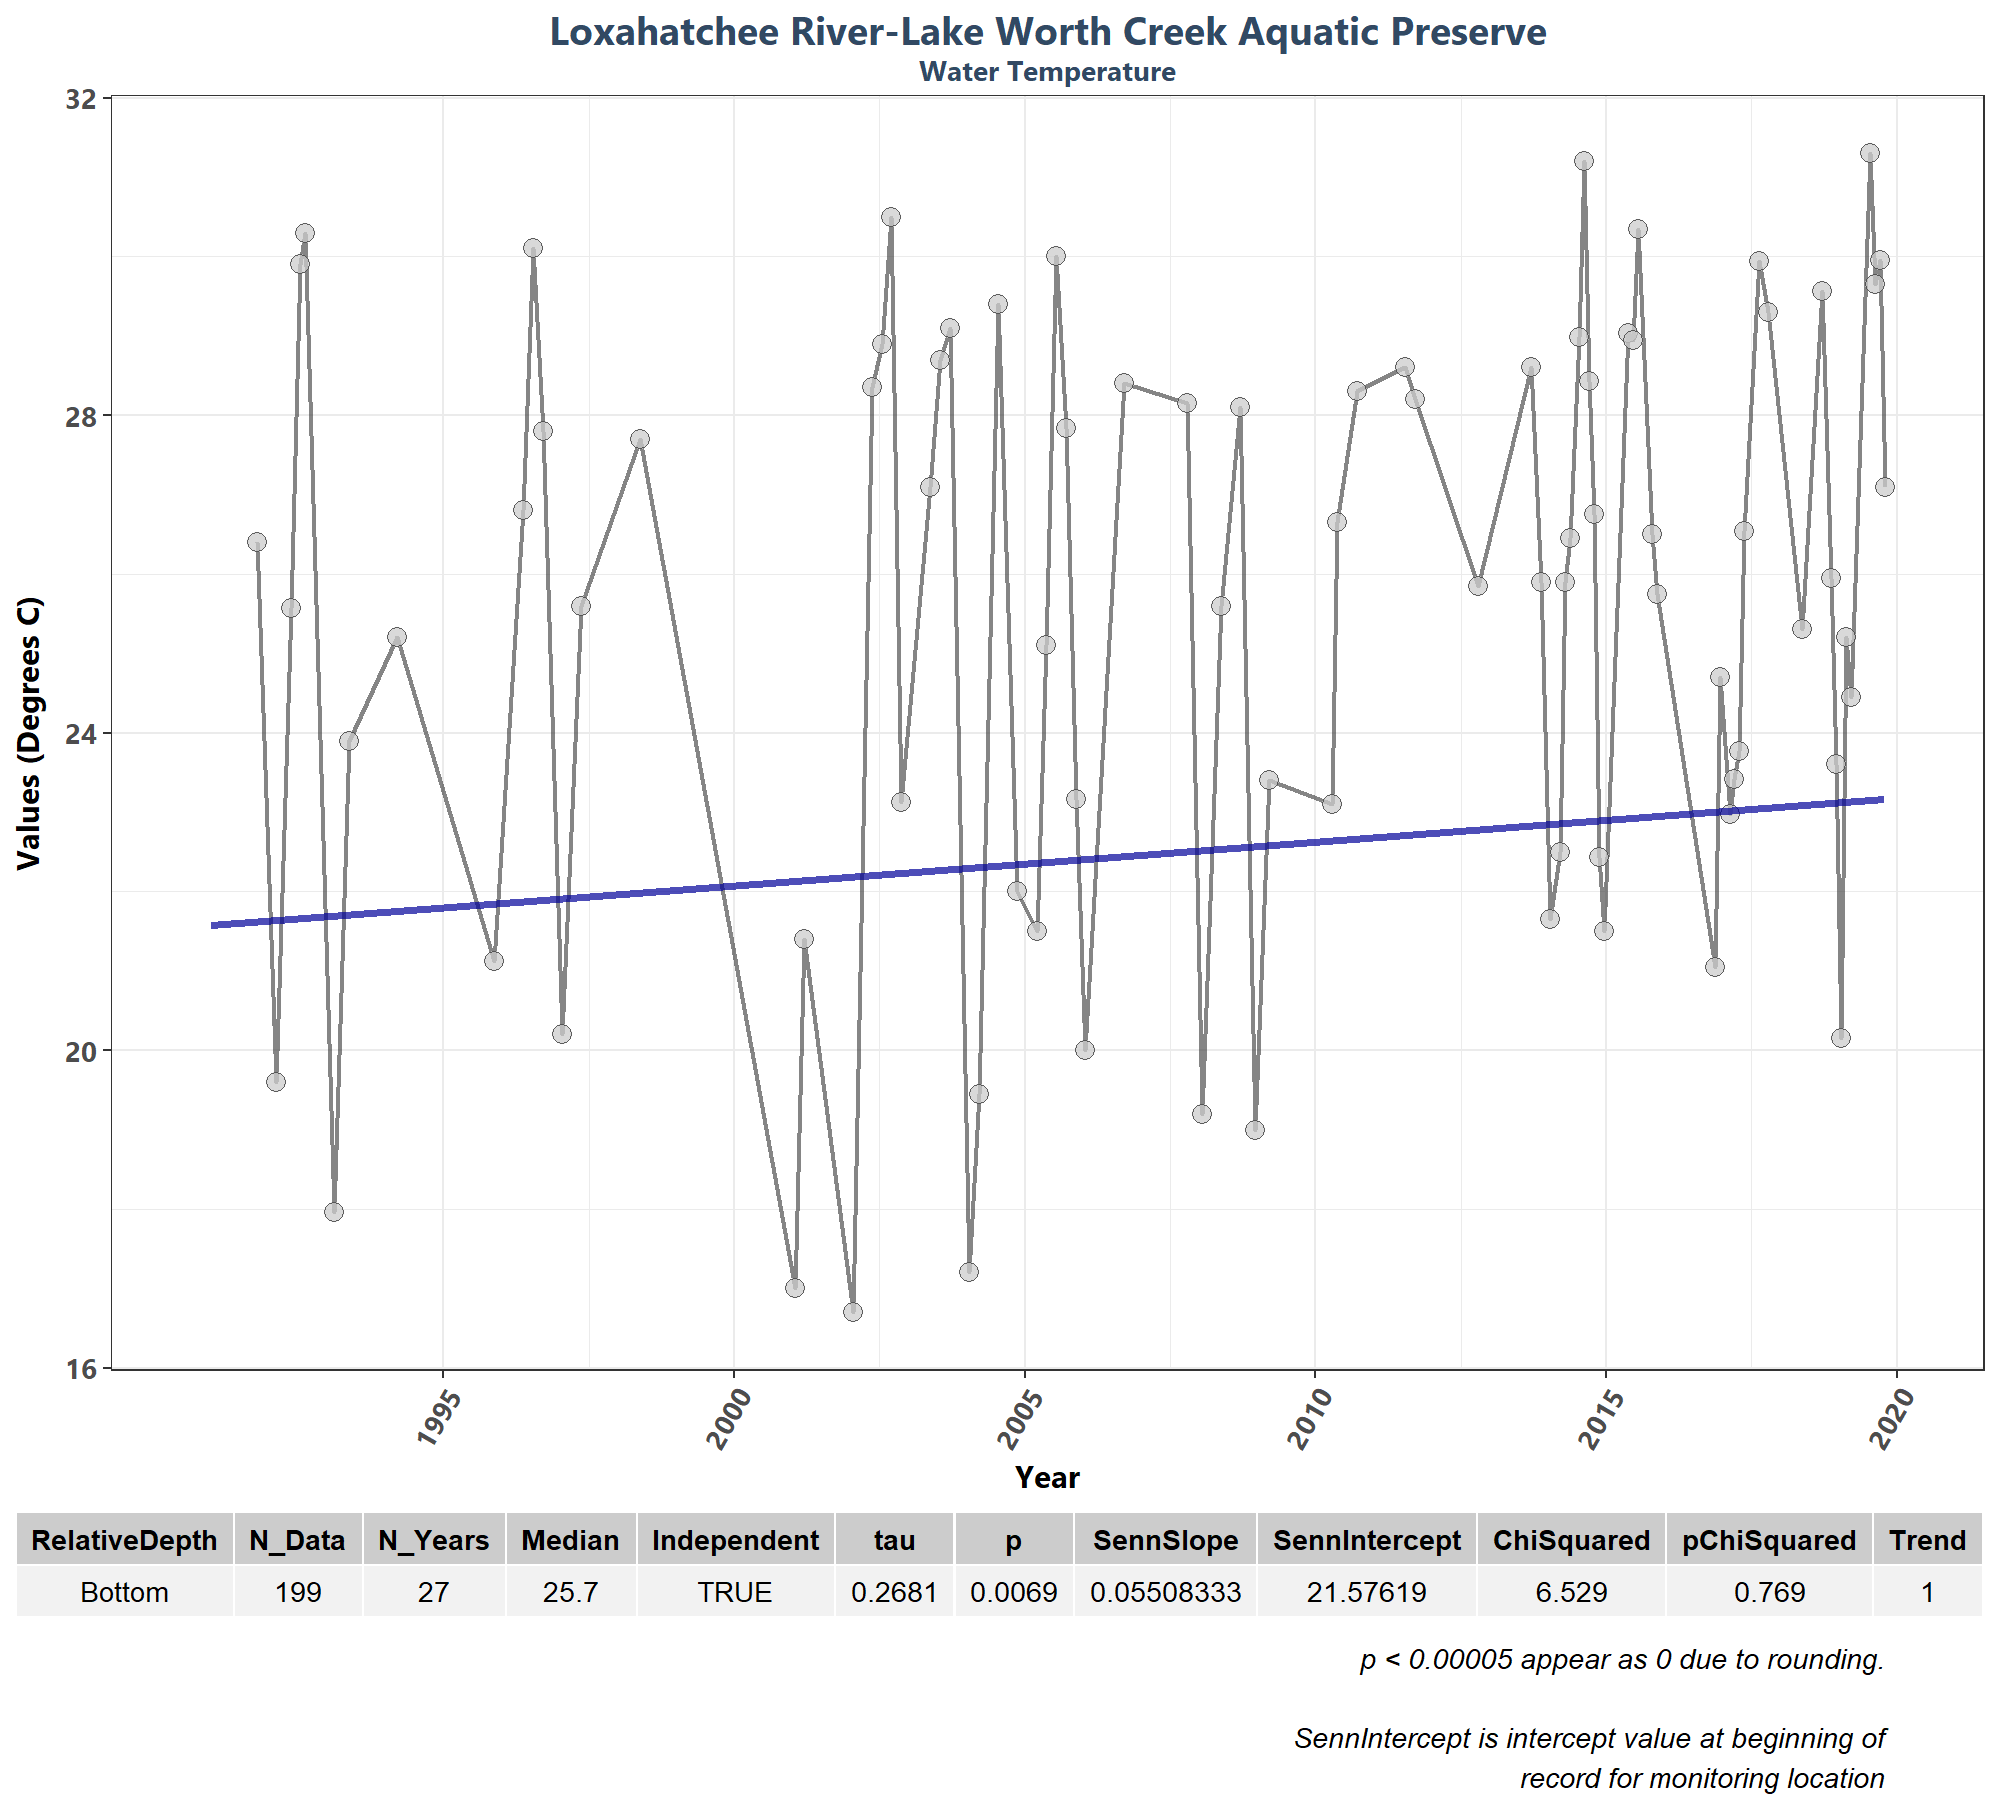 Loxahatchee River-Lake Worth Creek Aquatic Preserve
Water Temperature
32
28
24
20
16
Values (Degrees C)
1995
2000
2005
2010
2015
2020
Year
RelativeDepth N_Data N_Years Median Independent tau p SennSlope SennIntercept ChiSquared pChiSquared Trend
Bottom 199 27 25.7 TRUE 0.2681 0.0069 0.05508333 21.57619 6.529 0.769 1
p < 0.00005 appear as 0 due to rounding.
SennIntercept is intercept value at beginning of
record for monitoring location